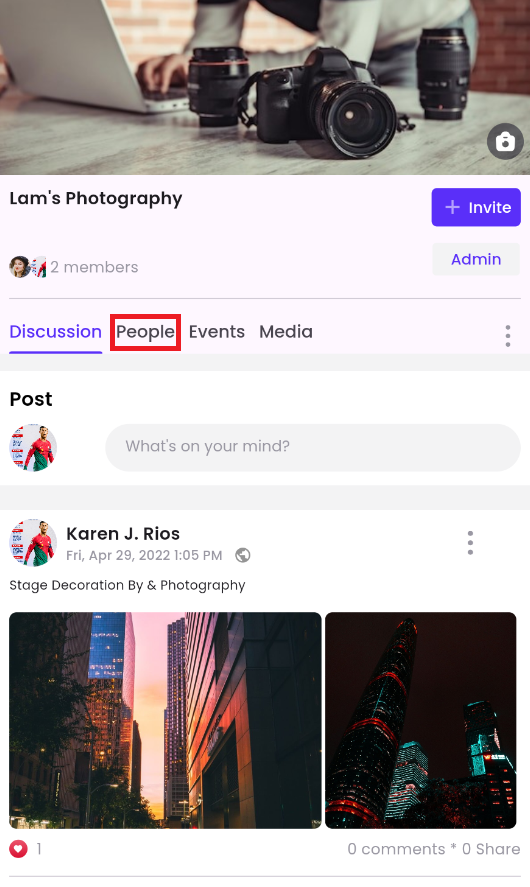 Lam's Photography
+ Invite
2 members
Admin
Discussion People Events Media
Post
What's on your mind?
Karen J. Rios
Fri, Apr 29, 2022 1:05 PM
Stage Decoration By & Photography
1
0 comments * 0 Share